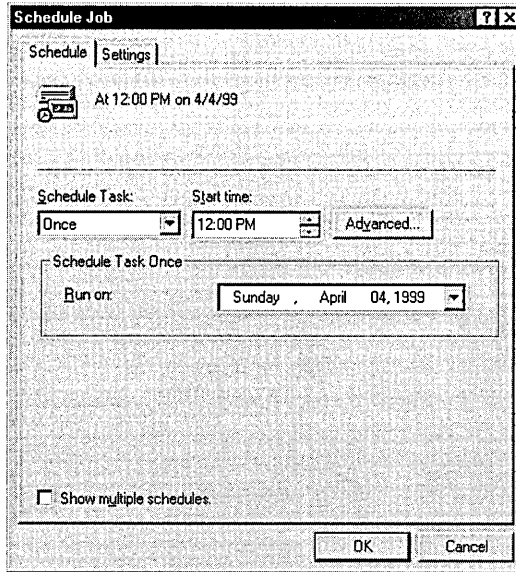 Schedule Job
Schedule Settings
At 12:00 PM on 4/4/99
Schedule Task: Start time:
Once 12:00 PM Advanced...
Schedule Task Once
Run on: Sunday , April 04, 1999
Show multiple schedules.
OK Cancel